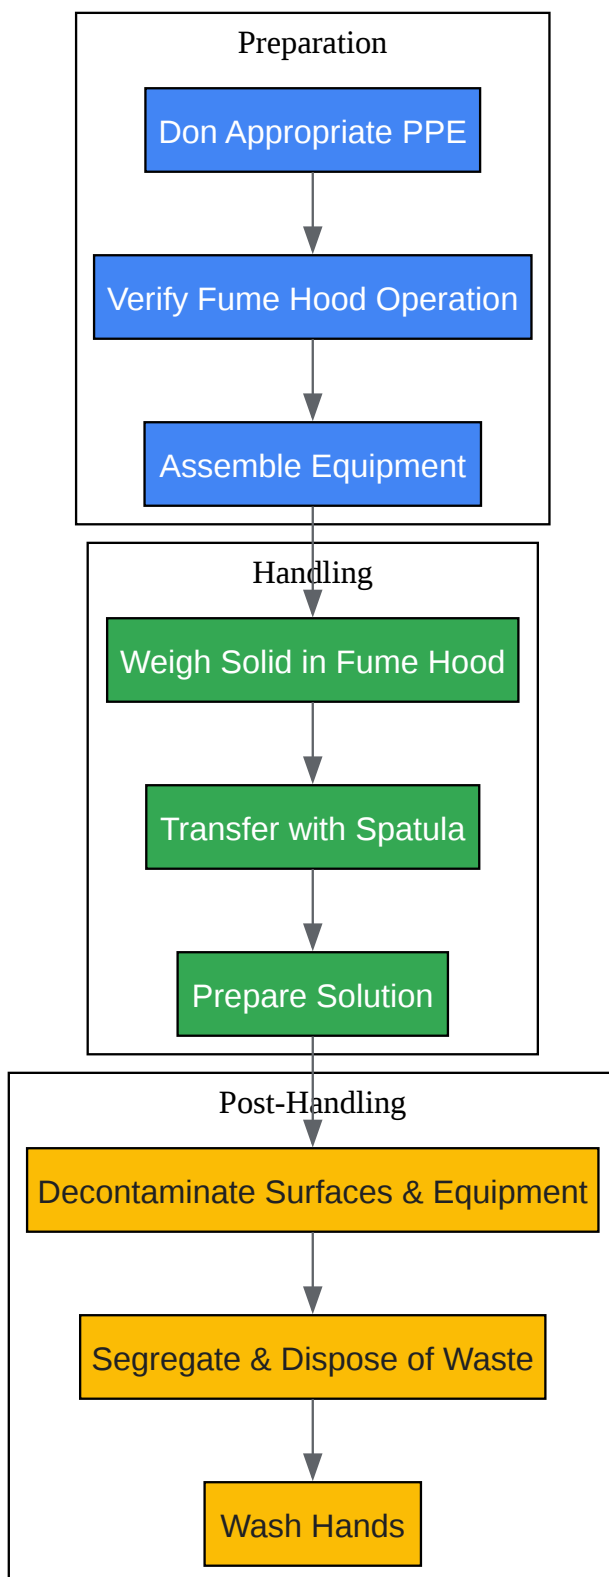 Preparation
Don Appropriate PPE
Verify Fume Hood Operation
Assemble Equipment
Handling
Weigh Solid in Fume Hood
Transfer with Spatula
Prepare Solution
Post-Handling
Decontaminate Surfaces & Equipment
Segregate & Dispose of Waste
Wash Hands